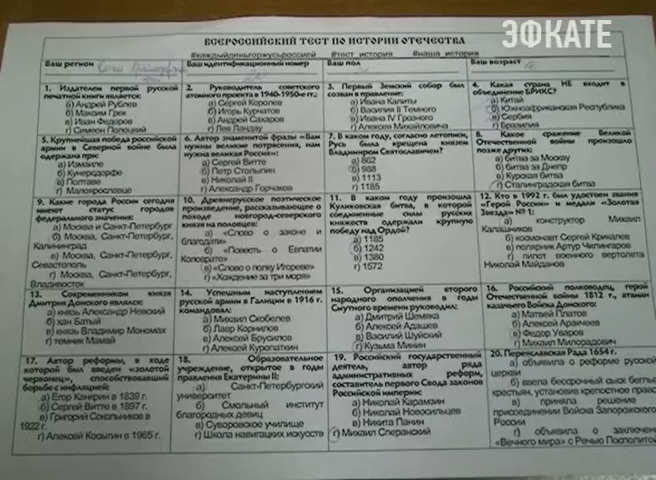 ЭФКАТЕ
ВСЕРОССИЙСКИЙ ТЕСТ ПО ИСТОРИИ ОТЕЧЕСТВА
#каждыйденьгоржусьроссией #тест_история #наша_история
Ваш регион Ваш идентификационный номер Ваш пол Ваш возраст
1. Издателем первой русской
печатной книги является:
а) Андрей Рублев
б) Максим Грек
в) Иван Федоров
г) Симеон Полоцкий
2. Руководитель советского
атомного проекта в 1940-1950-е гг.:
а) Сергей Королев
б) Игорь Курчатов
в) Андрей Сахаров
г) Лев Ландау
3. Первый Земский собор был
созван в правление:
а) Ивана Калиты
б) Василия II Темного
в) Ивана IV Грозного
г) Алексея Михайловича
4. Какая страна НЕ входит в
объединение БРИКС?
а) Китай
б) Южноафриканская Республика
в) Сербия
г) Бразилия
5. Крупнейшая победа российской
армии в Северной войне была
одержана при:
а) Измаиле
б) Кунерсдорфе
в) Полтаве
г) Малоярославце
6. Автор знаменитой фразы «Вам
нужны великие потрясения, нам
нужна великая Россия»:
а) Сергей Витте
б) Петр Столыпин
в) Николай II
г) Александр Горчаков
7. В каком году, согласно летописи,
Русь была крещена князем
Владимиром Святославичем?
а) 862
б) 988
в) 1113
г) 1185
8. Какое сражение Великой
Отечественной войны произошло
позже других:
а) битва за Москву
б) битва за Днепр
в) Курская битва
г) Сталинградская битва
9. Какие города России сегодня
имеют статус городов
федерального значения:
а) Москва и Санкт-Петербург
б) Москва, Санкт-Петербург,
Калининград
в) Москва, Санкт-Петербург,
Севастополь
г) Москва, Санкт-Петербург,
Владивосток
10. Древнерусское поэтическое
произведение, рассказывающее о
походе новгород-северского князя
на половцев:
а) «Слово о законе и
благодати»
б) «Повесть о Евпатии
Коловрате»
в) «Слово о полку Игореве»
г) «Хождение за три моря»
11. В каком году произошла
Куликовская битва, в которой
соединенные силы русских
княжеств одержали крупную
победу над Ордой?
а) 1185
б) 1242
в) 1380
г) 1572
12. Кто в 1992 г. был удостоен звания
«Герой России» и медали «Золотая
Звезда» № 1:
а) конструктор Михаил
Калашников
б) космонавт Сергей Крикалев
в) полярник Артур Чилингаров
г) пилот военного вертолета
Николай Майданов
13. Современником князя
Дмитрия Донского являлся:
а) князь Александр Невский
б) хан Батый
в) князь Владимир Мономах
г) темник Мамай
14. Успешным наступлением
русской армии в Галиции в 1916 г.
командовал:
а) Михаил Скобелев
б) Лавр Корнилов
в) Алексей Брусилов
г) Алексей Куропаткин
15. Организацией второго
народного ополчения в годы
Смутного времени руководил:
а) Дмитрий Шемяка
б) Алексей Адашев
в) Василий Шуйский
г) Кузьма Минин
16. Российский полководец, герой
Отечественной войны 1812 г., атаман
казачьего Войска Донского:
а) Матвей Платов
б) Алексей Аракчеев
в) Федор Уваров
г) Михаил Милорадович
17. Автор реформы, в ходе
которой был введен «золотой
червонец», способствовавший
борьбе с инфляцией:
а) Егор Канкрин в 1839 г.
б) Сергей Витте в 1897 г.
в) Григорий Сокольников в
1922 г.
г) Алексей Косыгин в 1965 г.
18. Образовательное
учреждение, открытое в годы
правления Екатерины II:
а) Санкт-Петербургский
университет
б) Смольный институт
благородных девиц
в) Суворовское училище
г) Школа навигацких искусств
19. Российский государственный
деятель, автор ряда
административных реформ,
составитель первого Свода законов
Российской империи:
а) Николай Карамзин
б) Николай Новосильцев
в) Никита Панин
г) Михаил Сперанский
20. Переяславская Рада 1654 г.
а) объявила о реформе русской
церкви
б) ввела бессрочный сыск беглых
крестьян, установив крепостное право
в) приняла решение
присоединении Войска Запорожского
России
г) объявила о заключении
«Вечного мира» с Речью Посполитой